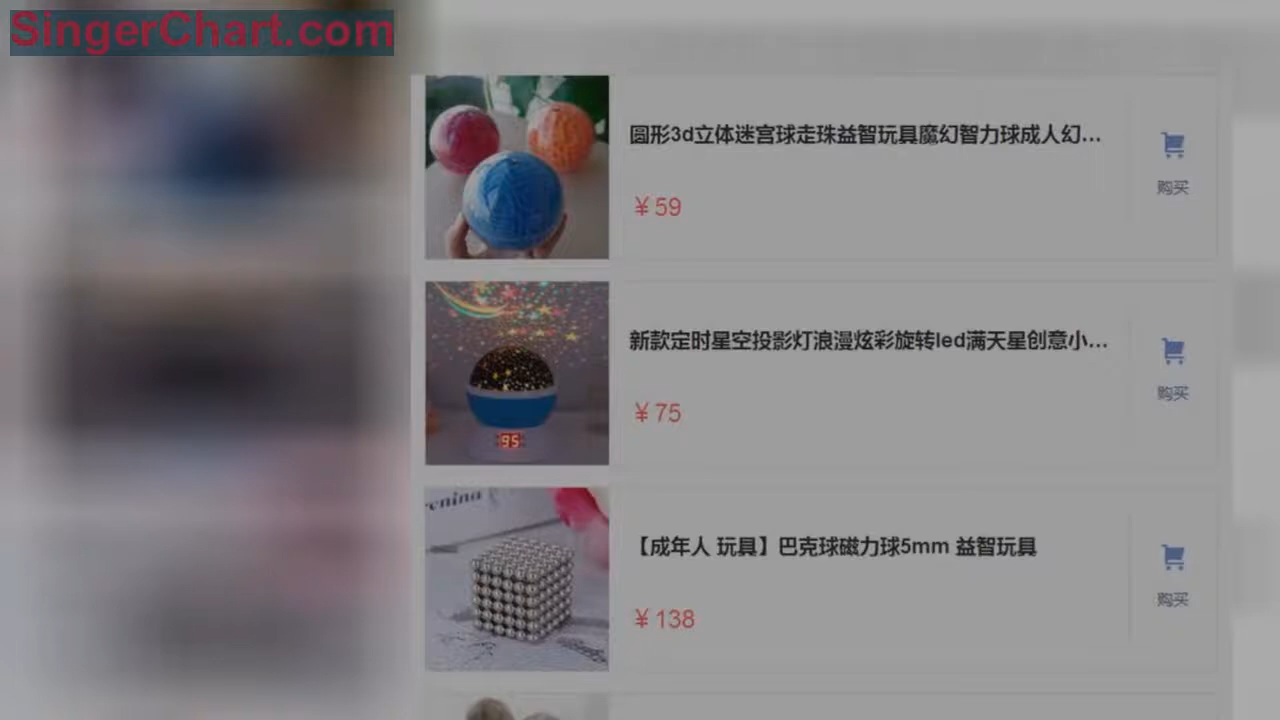 SingerChart.com
圆形3d立体迷宫球走珠益智玩具魔幻智力球成人幻...
购买
￥59
新款定时星空投影灯浪漫炫彩旋转led满天星创意小...
购买
￥75
95
enina
【成年人 玩具】巴克球磁力球5mm 益智玩具
购买
￥138